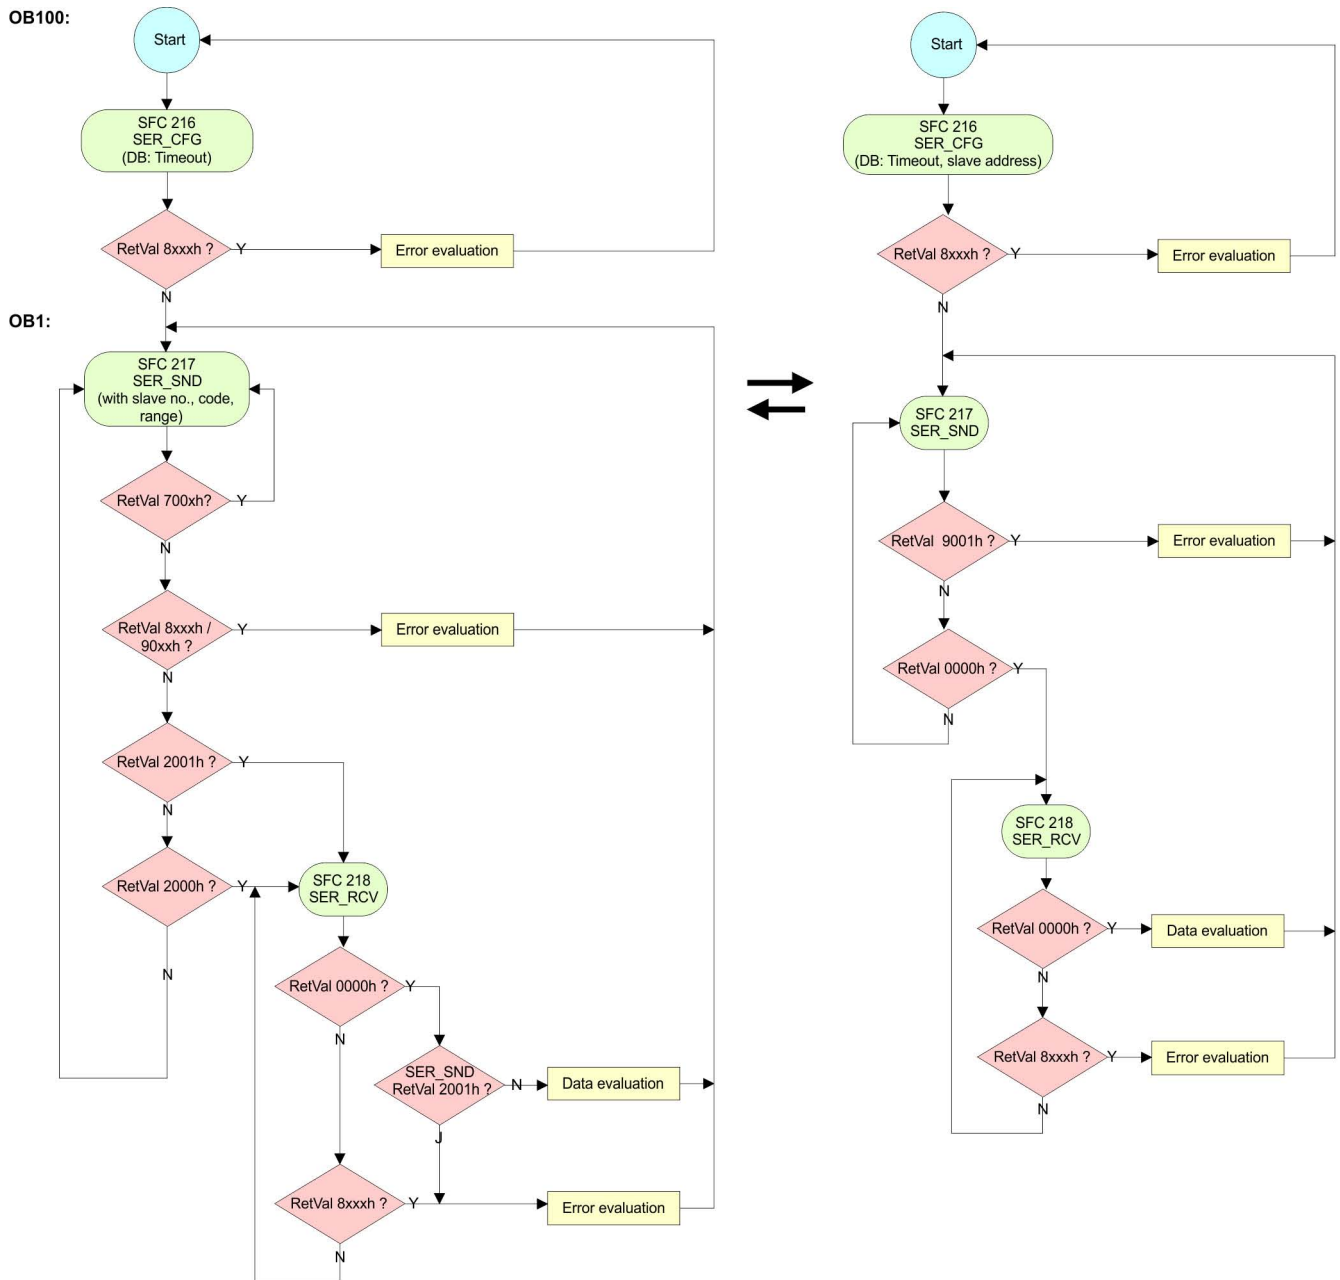 OB100:
Start
SFC 216
SER_CFG
(DB: Timeout)
RetVal 8xxxh ?
Y
Error evaluation
N
OB1:
SFC 217
SER_SND
(with slave no., code,
range)
RetVal 700xh?
Y
N
RetVal 8xxxh /
90xxh ?
Y
Error evaluation
N
RetVal 2001h ?
Y
N
RetVal 2000h ?
Y
N
SFC 218
SER_RCV
RetVal 0000h ?
Y
N
SER_SND
RetVal 2001h ?
N
Data evaluation
J
RetVal 8xxxh ?
Y
Error evaluation
N
Start
SFC 216
SER_CFG
(DB: Timeout, slave address)
RetVal 8xxxh ?
Y
Error evaluation
N
SFC 217
SER_SND
RetVal 9001h ?
Y
Error evaluation
N
RetVal 0000h ?
Y
N
SFC 218
SER_RCV
RetVal 0000h ?
Y
Data evaluation
N
RetVal 8xxxh ?
Y
Error evaluation
N